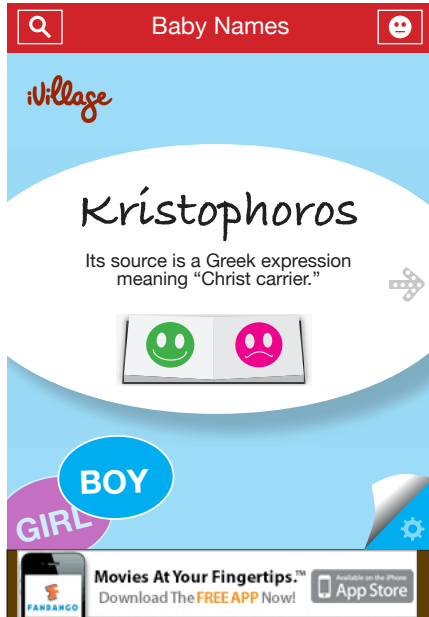 Baby Names
iVillage
Kristophoros
Its source is a Greek expression
meaning “Christ carrier.”
BOY
GIRL
FANDANGO
Movies At Your Fingertips.™
Download The FREE APP Now!
Available on the iPhone
App Store